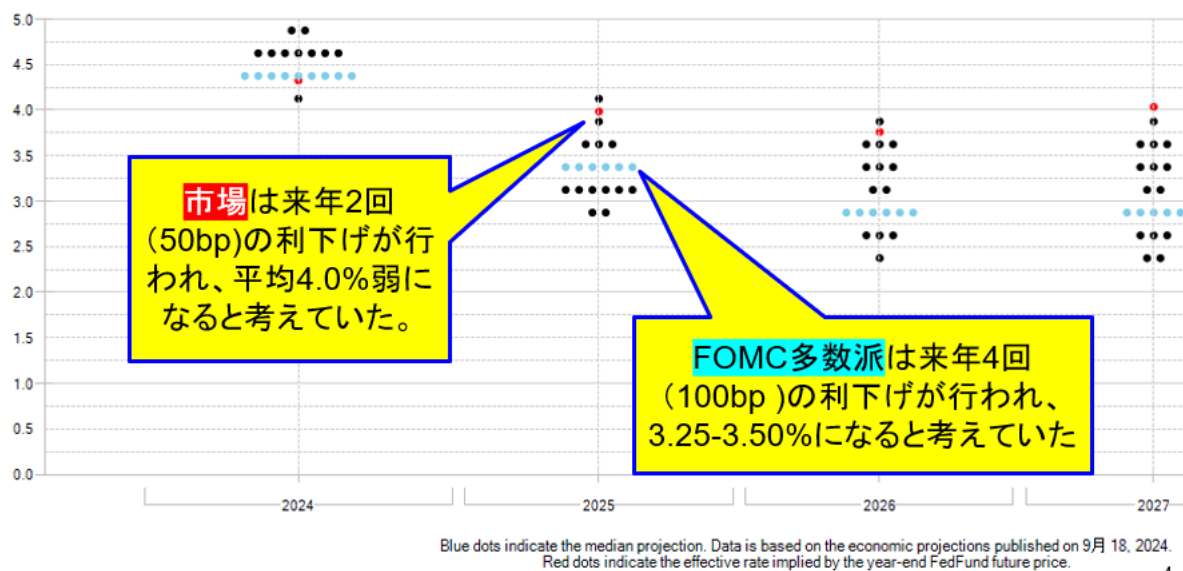 5.0
4.5
4.0
3.5
3.0
2.5
2.0
1.5
1.0
0.5
0.0
市場は来年2回
(50bp)の利下げが行
われ、平均4.0%弱に
なると考えていた。
FOMC多数派は来年4回
(100bp )の利下げが行われ、
3.25-3.50%になると考えていた
2024
2025
2026
2027
Blue dots indicate the median projection. Data is based on the economic projections published on 9月 18, 2024.
Red dots indicate the effective rate implied by the year-end FedFund future price.